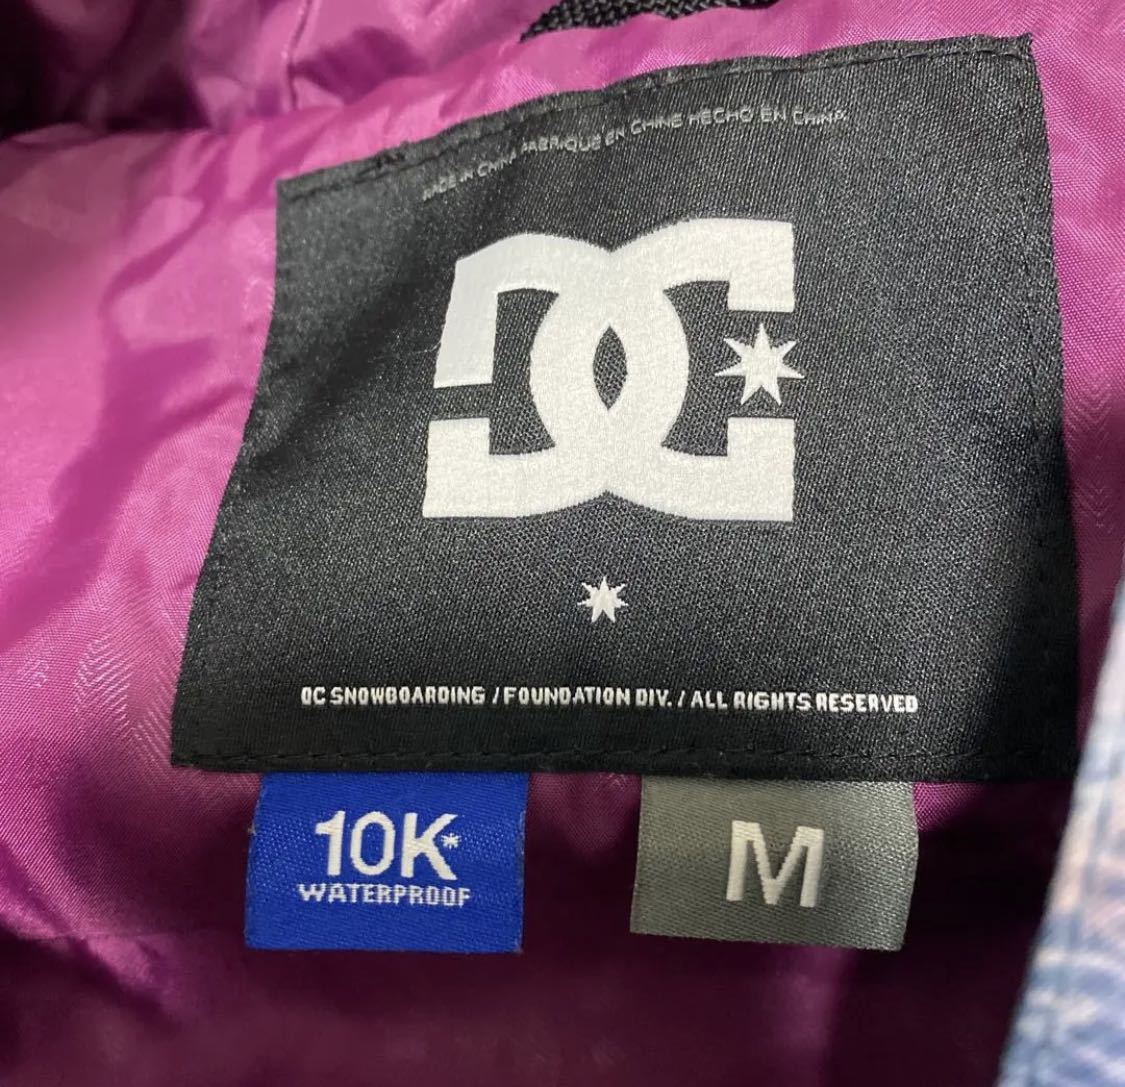 MADE IN CHINA FABRIQUE EN CHINE HECHO EN CHINA
DC
DC SNOWBOARDING / FOUNDATION DIV. / ALL RIGHTS RESERVED
10K*
WATERPROOF
M